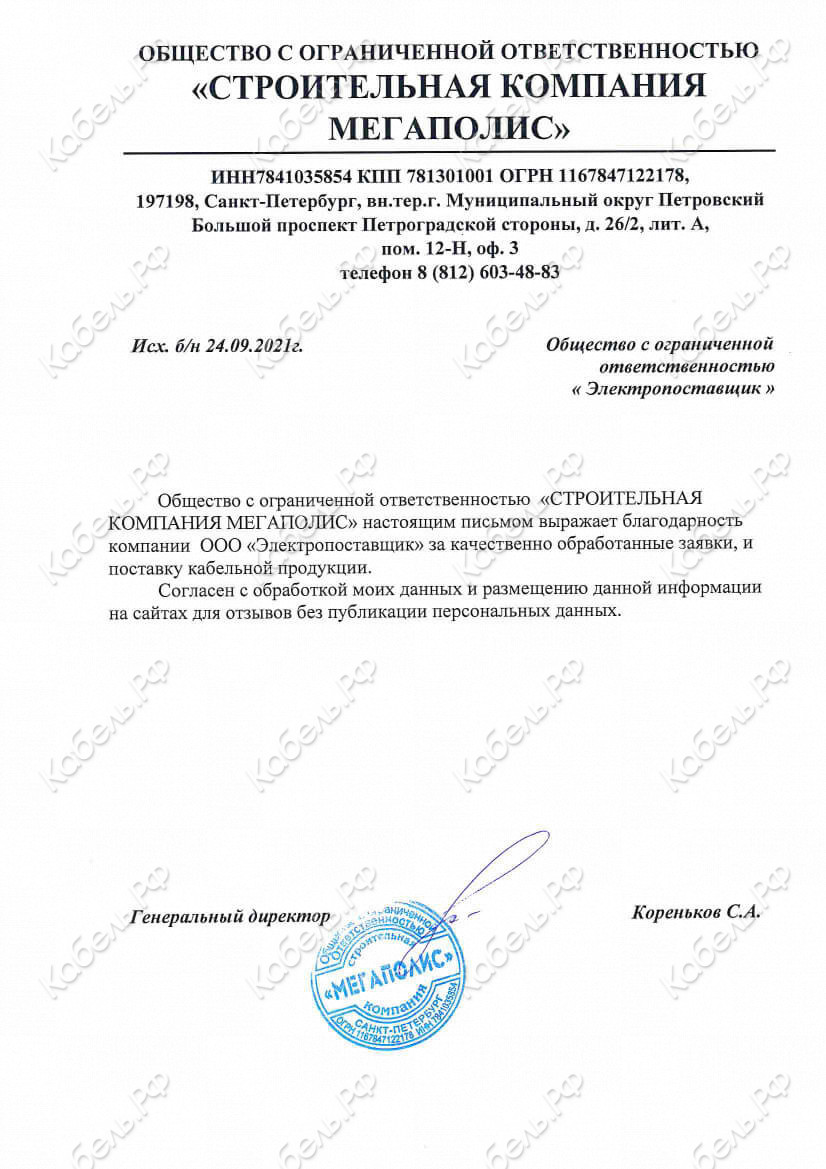 ОБЩЕСТВО С ОГРАНИЧЕННОЙ ОТВЕТСТВЕННОСТЬЮ
«СТРОИТЕЛЬНАЯ КОМПАНИЯ
МЕГАПОЛИС»
ИНН7841035854 КПП 781301001 ОГРН 1167847122178,
197198, Санкт-Петербург, вн.тер.г. Муниципальный округ Петровский
Большой проспект Петроградской стороны, д. 26/2, лит. А,
пом. 12-Н, оф. 3
телефон 8 (812) 603-48-83
Исх. б/н 24.09.2021г.
Общество с ограниченной
ответственностью
« Электропоставщик »
Общество с ограниченной ответственностью «СТРОИТЕЛЬНАЯ
КОМПАНИЯ МЕГАПОЛИС» настоящим письмом выражает благодарность
компании ООО «Электропоставщик» за качественно обработанные заявки, и
поставку кабельной продукции.
Согласен с обработкой моих данных и размещению данной информации
на сайтах для отзывов без публикации персональных данных.
Генеральный директор
Кореньков С.А.
Общество с ограниченной
Ответственностью
строительная
«МЕГАПОЛИС»
компания
САНКТ-ПЕТЕРБУРГ
ОГРН 1167847122178 ИНН 7841035854
Кабель.РФ